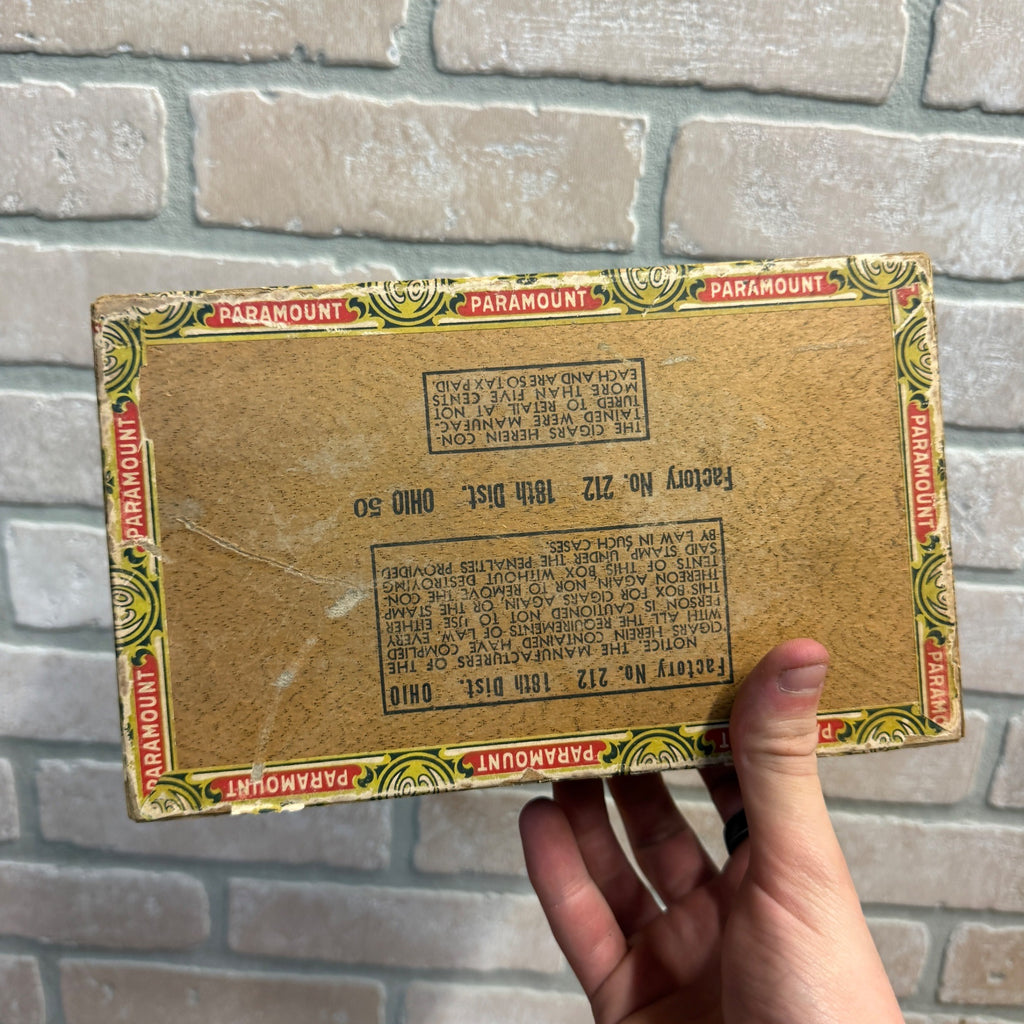 PARAMOUNT
CO
PARAMOUNT
CO
PARAMOUNT
PARAMOUNT
PARAMOUNT
CO
PARAMOUNT
PARAM
Factory No. 212 18th Dist. OHIO
NOTICE. THE MANUFACTURERS OF THE
CIGARS HEREIN CONTAINED HAVE COMPLIED
WITH ALL THE REQUIREMENTS OF LAW. EVERY
PERSON IS CAUTIONED NOT TO USE EITHER
THIS BOX FOR CIGARS AGAIN, OR THE STAMP
THEREON AGAIN, NOR TO REMOVE THE CON-
TENTS OF THIS BOX WITHOUT DESTROYING
SAID STAMP UNDER THE PENALTIES PROVIDED
BY LAW IN SUCH CASES.
Factory No. 212 18th Dist. OHIO 50
THE CIGARS HEREIN CON-
TAINED WERE MANUFAC-
TURED TO RETAIL AT NOT
MORE THAN FIVE CENTS
EACH AND ARE SO TAX PAID.
PARAMOUNT
PARAMOUNT